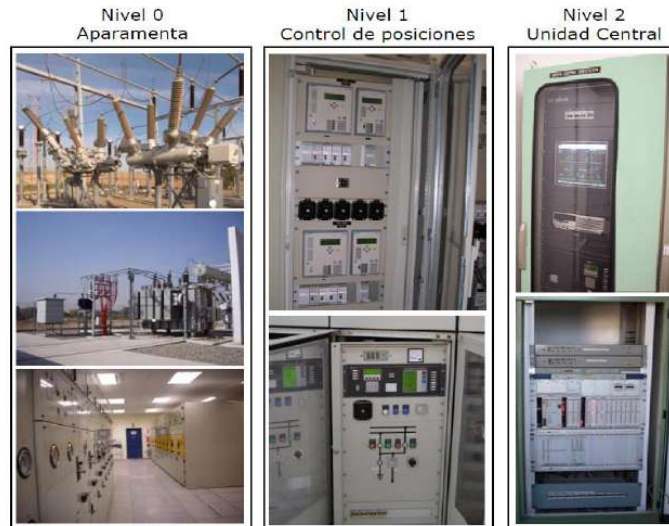 Nivel 0
Aparamenta
Nivel 1
Control de posiciones
Nivel 2
Unidad Central